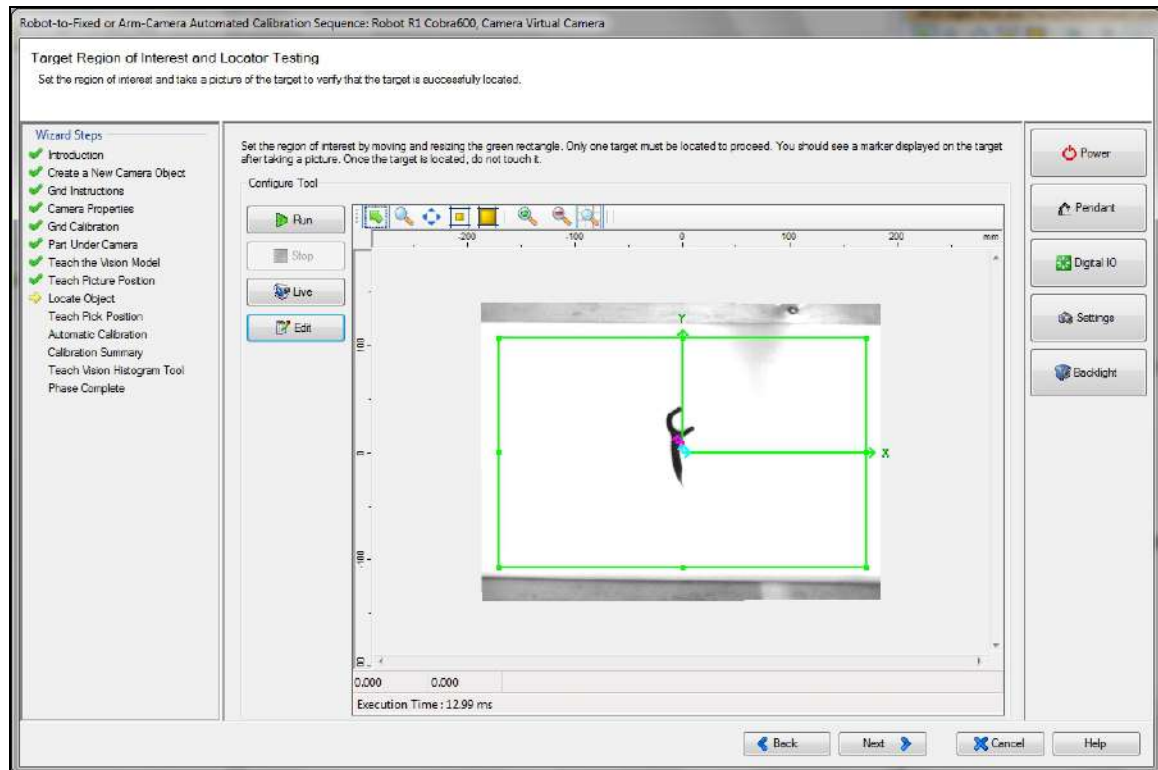 Robot-to-Fixed or Arm-Camera Automated Calibration Sequence: Robot R1 Cobra600, Camera Virtual Camera
Target Region of Interest and Locator Testing
Set the region of interest and take a picture of the target to verify that the target is successfully located.
Wizard Steps
Introduction
Create a New Camera Object
Grid Instructions
Camera Properties
Grid Calibration
Part Under Camera
Teach the Vision Model
Teach Picture Position
Locate Object
Teach Pick Position
Automatic Calibration
Calibration Summary
Teach Vision Histogram Tool
Phase Complete
Set the region of interest by moving and resizing the green rectangle. Only one target must be located to proceed. You should see a marker displayed on the target
after taking a picture. Once the target is located, do not touch it.
Configure Tool
Run
Stop
Live
Edit
-200 -100 0 100 200 mm
100
0
-100
Y
X
0.000 0.000
Execution Time : 12.99 ms
Power
Pendant
Digital IO
Settings
Backlight
Back
Next
Cancel
Help